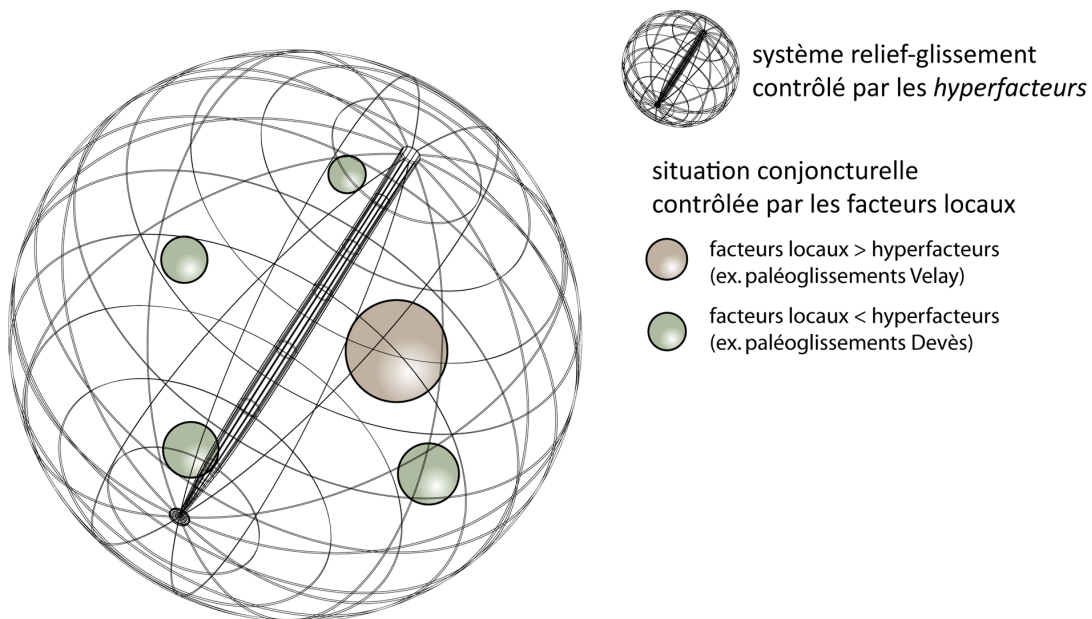 système relief-glissement
contrôlé par les hyperfacteurs
situation conjoncturelle
contrôlée par les facteurs locaux
facteurs locaux > hyperfacteurs
(ex. paléoglissements Velay)
facteurs locaux < hyperfacteurs
(ex. paléoglissements Devès)